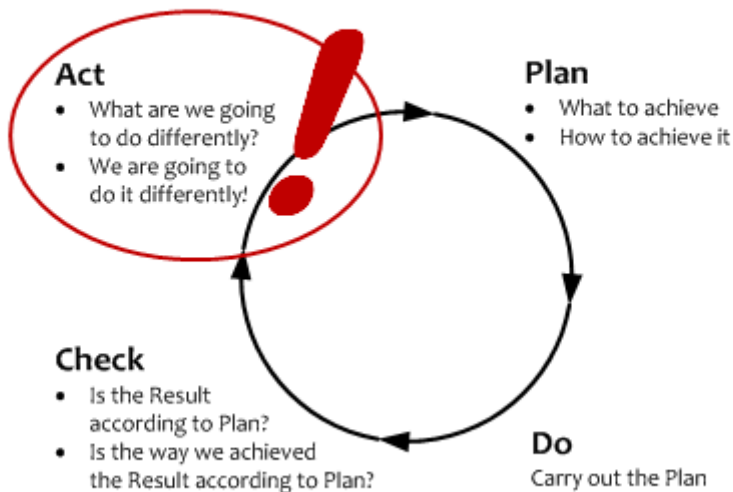 Act
• What are we going
to do differently?
• We are going to
do it differently!
Plan
• What to achieve
• How to achieve it
Check
• Is the Result
according to Plan?
• Is the way we achieved
the Result according to Plan?
Do
Carry out the Plan